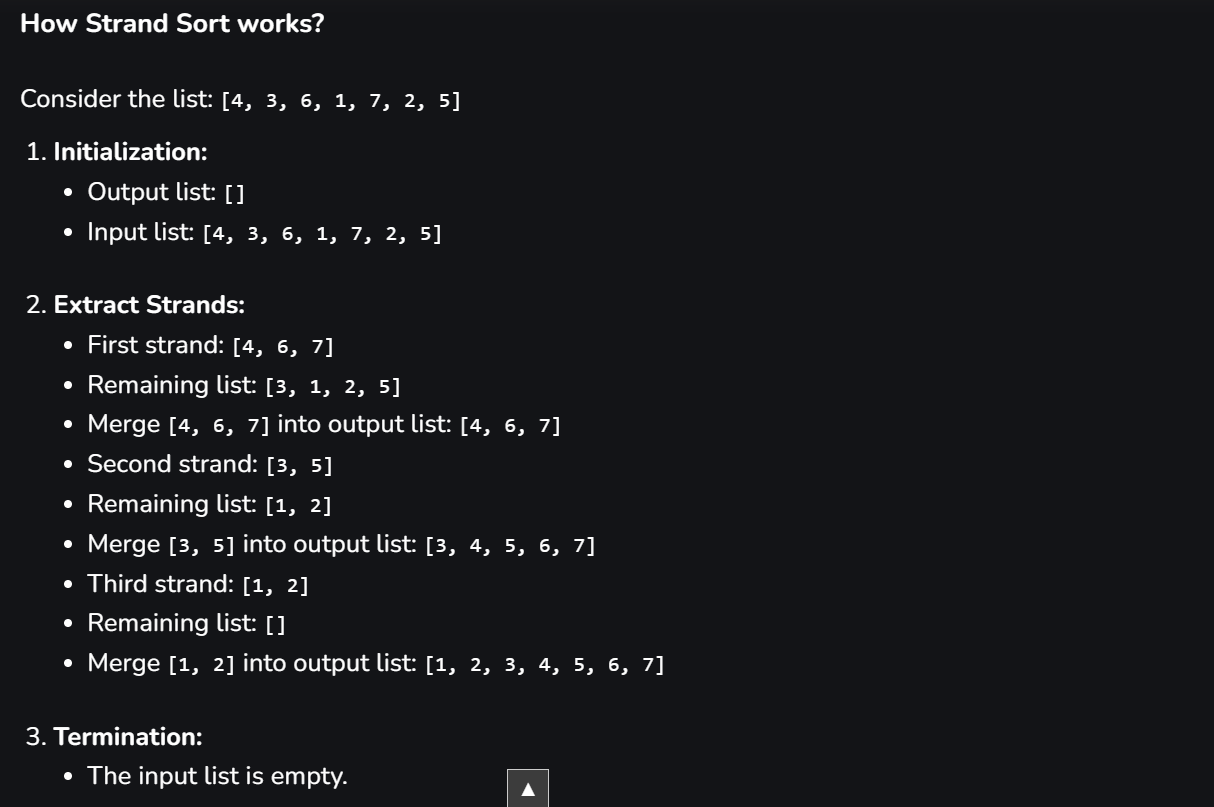 How Strand Sort works?
Consider the list: [4, 3, 6, 1, 7, 2, 5]
1. Initialization:
• Output list: []
• Input list: [4, 3, 6, 1, 7, 2, 5]
2. Extract Strands:
• First strand: [4, 6, 7]
• Remaining list: [3, 1, 2, 5]
• Merge [4, 6, 7] into output list: [4, 6, 7]
• Second strand: [3, 5]
• Remaining list: [1, 2]
• Merge [3, 5] into output list: [3, 4, 5, 6, 7]
• Third strand: [1, 2]
• Remaining list: []
• Merge [1, 2] into output list: [1, 2, 3, 4, 5, 6, 7]
3. Termination:
• The input list is empty.